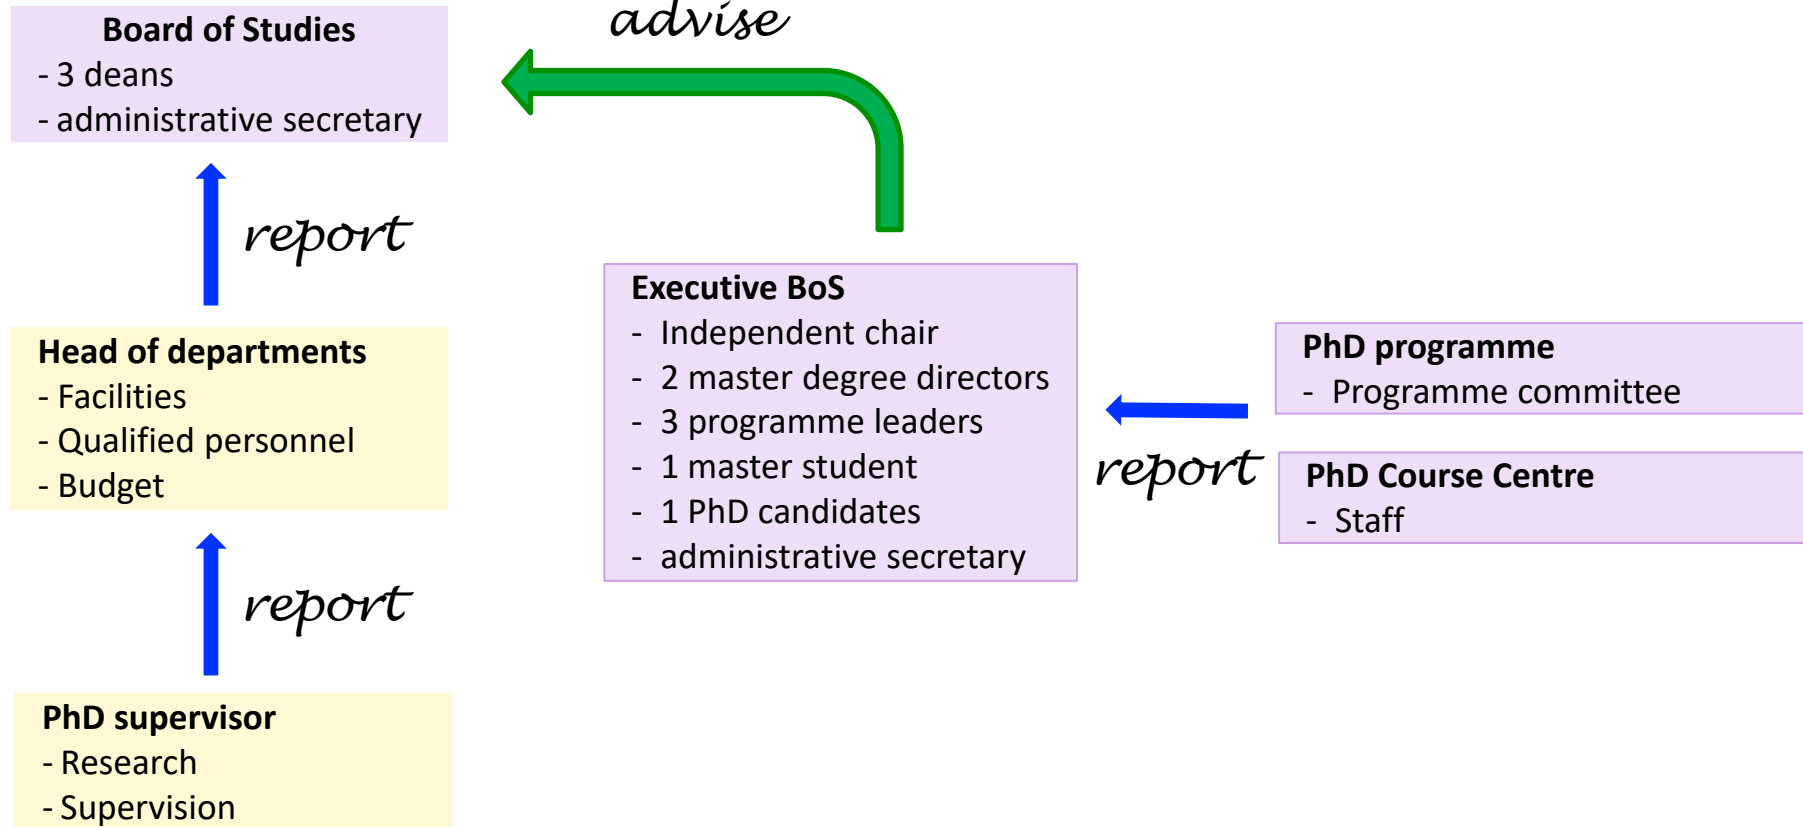 Board of Studies
- 3 deans
- administrative secretary
advise
report
Head of departments
- Facilities
- Qualified personnel
- Budget
report
PhD supervisor
- Research
- Supervision
Executive BoS
- Independent chair
- 2 master degree directors
- 3 programme leaders
- 1 master student
- 1 PhD candidates
- administrative secretary
report
PhD programme
- Programme committee
PhD Course Centre
- Staff